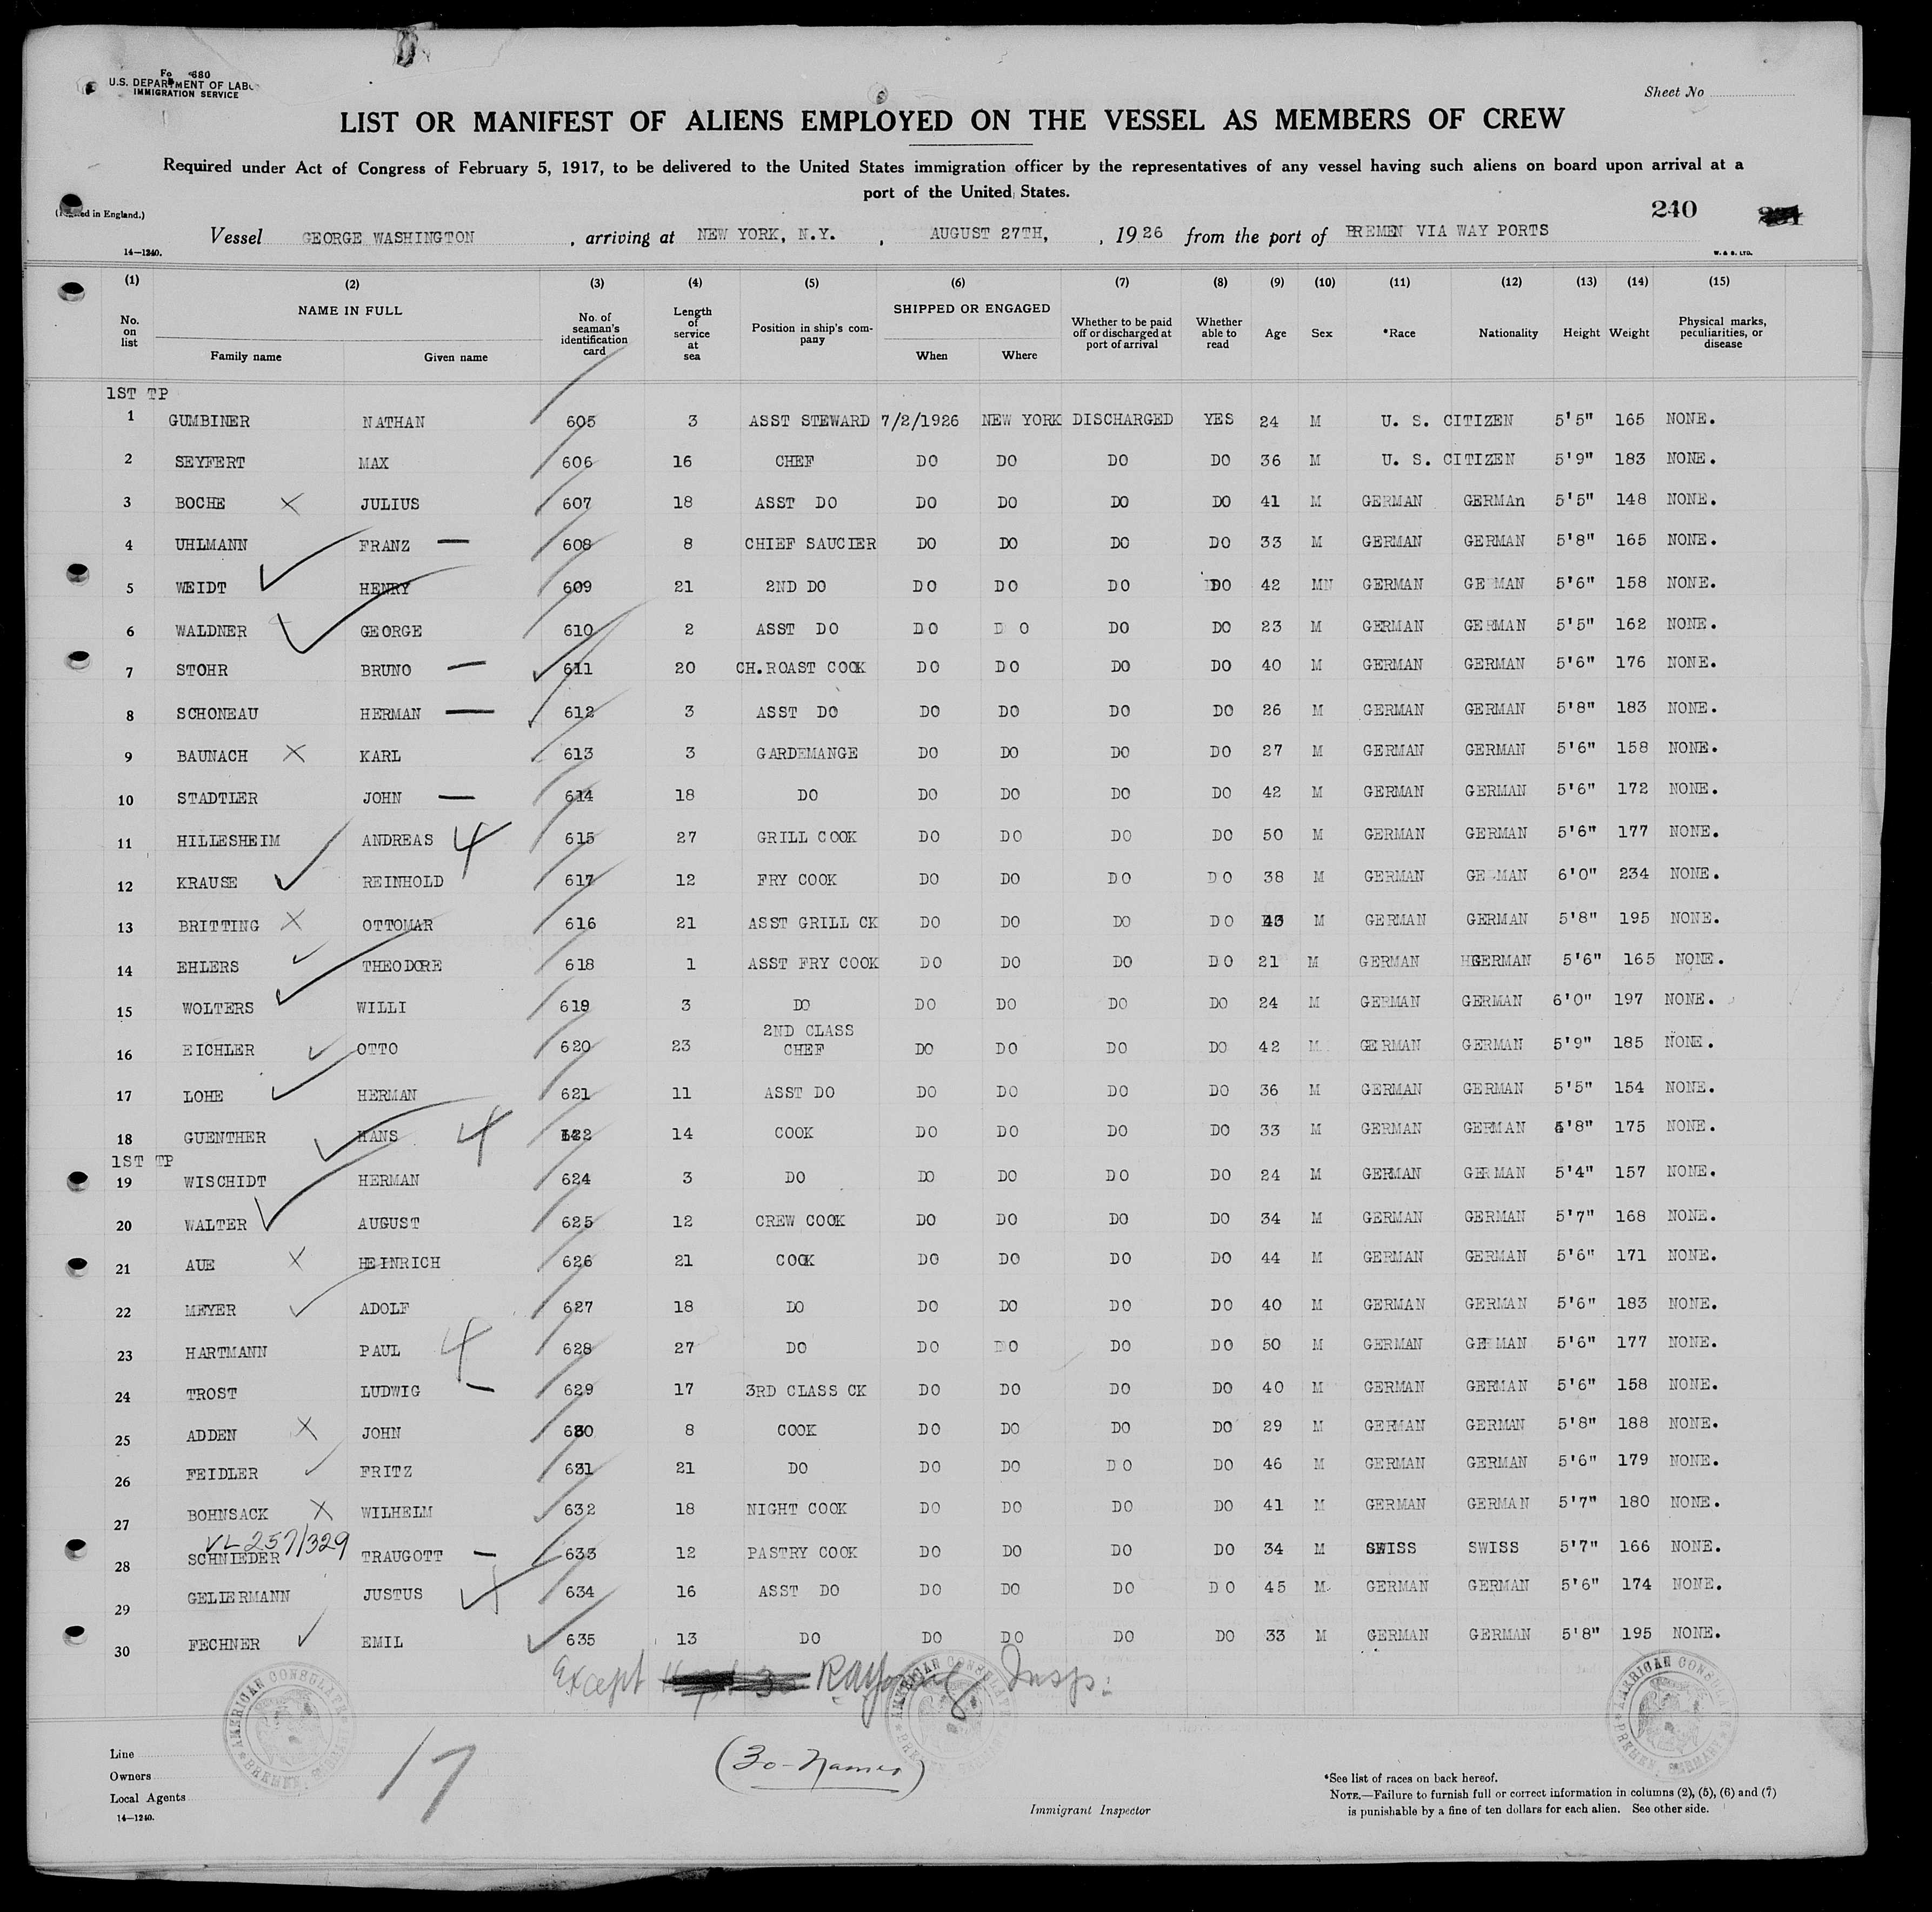 Fo 680
U.S. DEPARTMENT OF LABO
IMMIGRATION SERVICE
Sheet No
LIST OR MANIFEST OF ALIENS EMPLOYED ON THE VESSEL AS MEMBERS OF CREW
Required under Act of Congress of February 5, 1917, to be delivered to the United States immigration officer by the representatives of any vessel having such aliens on board upon arrival at a
port of the United States.
240
Vessel GEORGE WASHINGTON , arriving at NEW YORK, N.Y. , AUGUST 27TH, , 1926 from the port of BREMEN VIA WAY PORTS
14—1240. W. & S. LTD.
(1) (2) (3) (4) (5) (6) (7) (8) (9) (10) (11) (12) (13) (14) (15)
No. on list NAME IN FULL Family name Given name No. of seaman's identification card Length of service at sea Position in ship's company SHIPPED OR ENGAGED When Where Whether to be paid off or discharged at port of arrival Whether able to read Age Sex *Race Nationality Height Weight Physical marks, peculiarities, or disease
1ST TP
1 GUMBINER NATHAN 605 3 ASST STEWARD 7/2/1926 NEW YORK DISCHARGED YES 24 M U. S. CITIZEN 5'5" 165 NONE.
2 SEYFERT MAX 606 16 CHEF DO DO DO DO 36 M U. S. CITIZEN 5'9" 183 NONE.
3 BOCHE X JULIUS 607 18 ASST DO DO DO DO DO 41 M GERMAN GERMAn 5'5" 148 NONE.
4 UHLMANN FRANZ — 608 8 CHIEF SAUCIER DO DO DO DO 33 M GERMAN GERMAN 5'8" 165 NONE.
5 WEIDT HENRY 609 21 2ND DO DO DO DO DO 42 MN GERMAN GE MAN 5'6" 158 NONE.
6 WALDNER GEORGE 610 2 ASST DO DO D O DO DO 23 M GERMAN GERMAN 5'5" 162 NONE.
7 STOHR BRUNO — 611 20 CH.ROAST COOK DO DO DO DO 40 M GERMAN GERMAN 5'6" 176 NONE.
8 SCHONEAU HERMAN — 612 3 ASST DO DO DO DO DO 26 M GERMAN GERMAN 5'8" 183 NONE.
9 BAUNACH X KARL 613 3 GARDEMANGE DO DO DO DO 27 M GERMAN GERMAN 5'6" 158 NONE.
10 STADTLER JOHN — 614 18 DO DO DO DO DO 42 M GERMAN GERMAN 5'6" 172 NONE.
11 HILLESHEIM ANDREAS 4 615 27 GRILL COOK DO DO DO DO 50 M GERMAN GERMAN 5'6" 177 NONE.
12 KRAUSE REINHOLD 617 12 FRY COOK DO DO DO DO 38 M GERMAN GE MAN 6'0" 234 NONE.
13 BRITTING X OTTOMAR 616 21 ASST GRILL CK DO DO DO DO M GERMAN GERMAN 5'8" 195 NONE.
14 EHLERS THEODORE 618 1 ASST FRY COOK DO DO DO DO 21 M GERMAN GERMAN 5'6" 165 NONE.
15 WOLTERS WILLI 619 3 DO DO DO DO DO 24 M GERMAN GERMAN 6'0" 197 NONE.
16 EICHLER OTTO 620 23 2ND CLASS CHEF DO DO DO DO 42 M GERMAN GERMAN 5'9" 185 NONE.
17 LOHE HERMAN 621 11 ASST DO DO DO DO DO 36 M GERMAN GERMAN 5'5" 154 NONE.
18 GUENTHER HANS 4 622 14 COOK DO DO DO DO 33 M GERMAN GERMAN 5'8" 175 NONE.
1ST TP
19 WISCHIDT HERMAN 624 3 DO DO DO DO DO 24 M GERMAN GERMAN 5'4" 157 NONE.
20 WALTER AUGUST 625 12 CREW COOK DO DO DO DO 34 M GERMAN GERMAN 5'7" 168 NONE.
21 AUE X HEINRICH 626 21 COOK DO DO DO DO 44 M GERMAN GERMAN 5'6" 171 NONE.
22 MEYER ADOLF 627 18 DO DO DO DO DO 40 M GERMAN GERMAN 5'6" 183 NONE.
23 HARTMANN PAUL 4 628 27 DO DO DO DO DO 50 M GERMAN GERMAN 5'6" 177 NONE.
24 TROST LUDWIG — 629 17 3RD CLASS CK DO DO DO DO 40 M GERMAN GERMAN 5'6" 158 NONE.
25 ADDEN X JOHN 630 8 COOK DO DO DO DO 29 M GERMAN GERMAN 5'8" 188 NONE.
26 FEIDLER FRITZ 631 21 DO DO DO DO DO 46 M GERMAN GERMAN 5'6" 179 NONE.
27 BOHNSACK X WILHELM 632 18 NIGHT COOK DO DO DO DO 41 M GERMAN GERMAN 5'7" 180 NONE.
VL 257/329
28 SCHNIEDER TRAUGOTT — 633 12 PASTRY COOK DO DO DO DO 34 M SWISS SWISS 5'7" 166 NONE.
29 GELIERMANN JUSTUS 634 16 ASST DO DO DO DO DO 45 M GERMAN GERMAN 5'6" 174 NONE.
30 FECHNER EMIL 635 13 DO DO DO DO DO 33 M GERMAN GERMAN 5'8" 195 NONE.
Except Insp.
AMERICAN CONSULATE BREMEN, GERMANY
AMERICAN CONSULATE BREMEN, GERMANY
AMERICAN CONSULATE BREMEN, GERMANY
Line
Owners
Local Agents
14—1240.
17
(30-Names)
Immigrant Inspector
*See list of races on back hereof.
NOTE.—Failure to furnish full or correct information in columns (2), (5), (6) and (7)
is punishable by a fine of ten dollars for each alien. See other side.